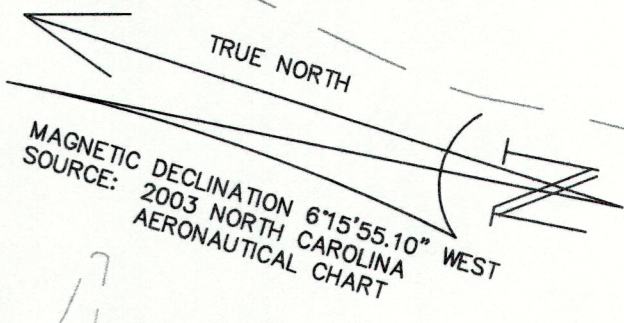 TRUE NORTH
MAGNETIC DECLINATION 6°15'55.10" WEST
SOURCE: 2003 NORTH CAROLINA
AERONAUTICAL CHART
N